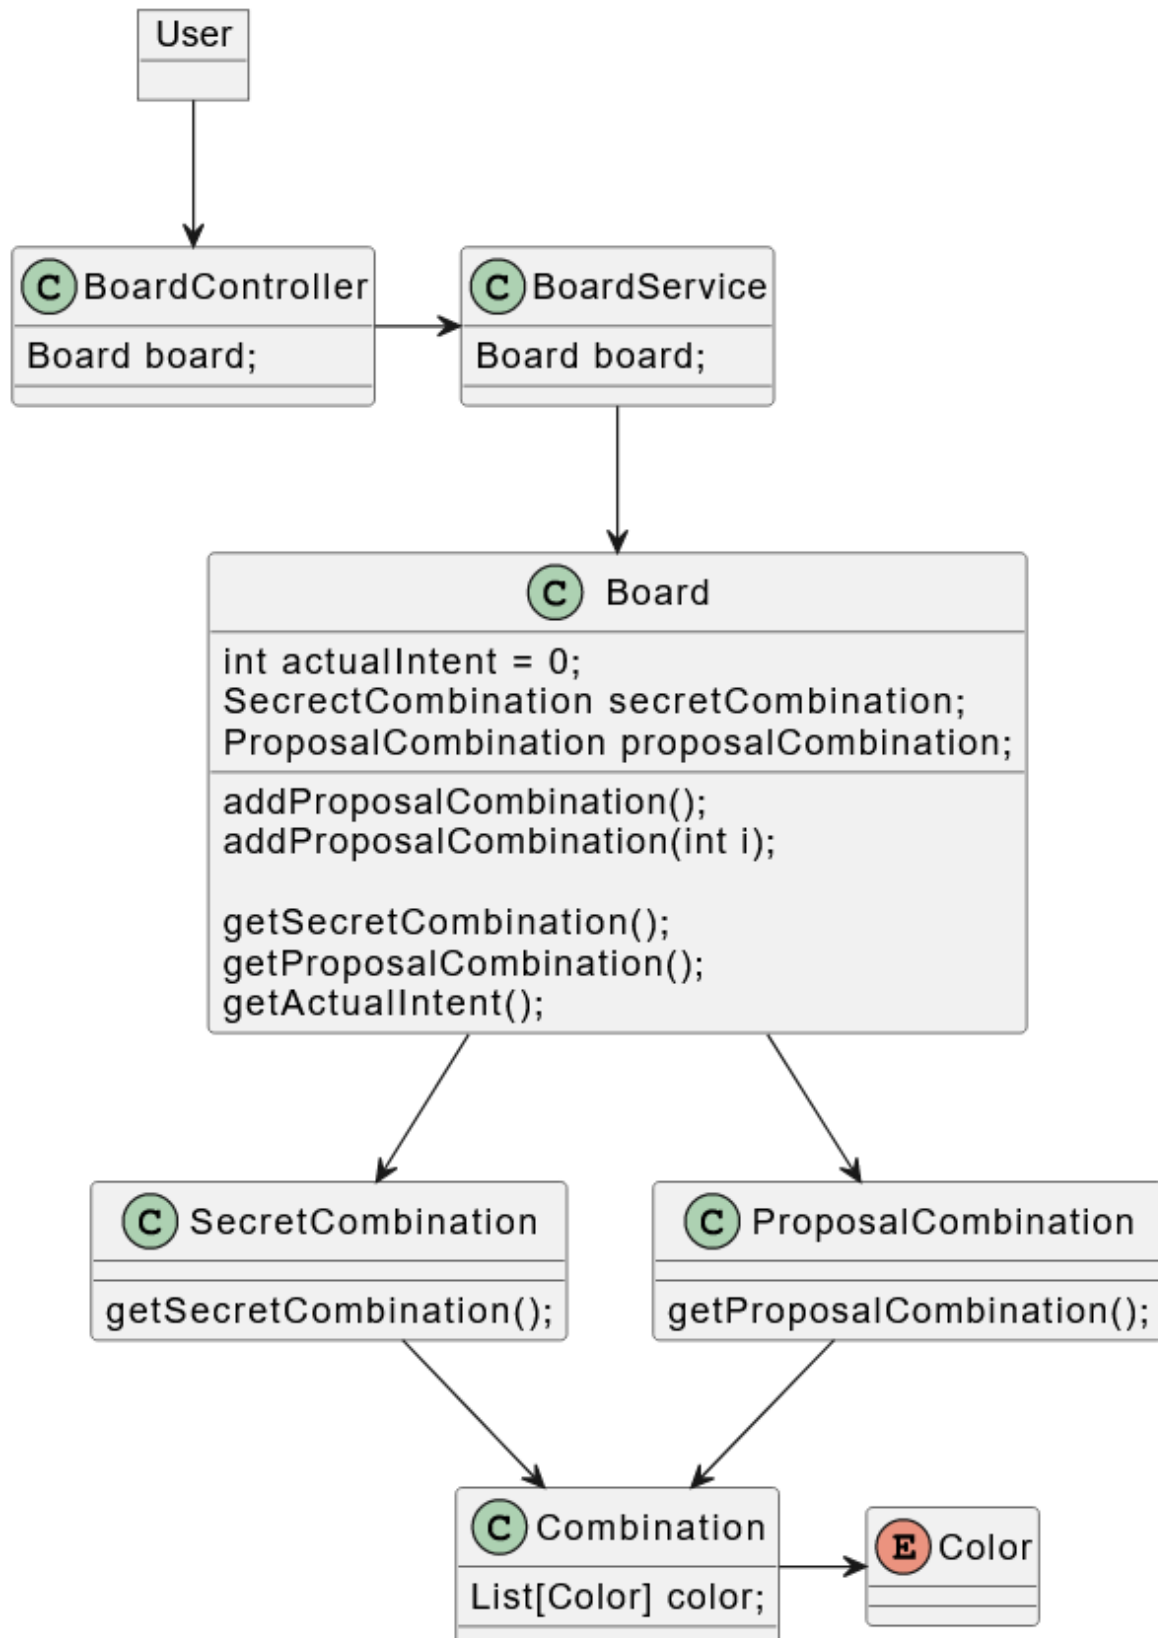 User
C BoardController
Board board;
C BoardService
Board board;
C Board
int actualIntent = 0;
SecrectCombination secretCombination;
ProposalCombination proposalCombination;
addProposalCombination();
addProposalCombination(int i);
getSecretCombination();
getProposalCombination();
getActualIntent();
C SecretCombination
getSecretCombination();
C ProposalCombination
getProposalCombination();
C Combination
List[Color] color;
E Color